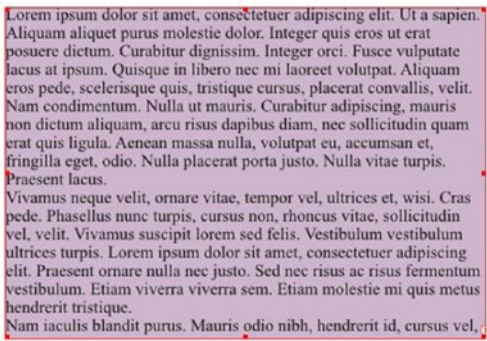 Lorem ipsum dolor sit amet, consectetuer adipiscing elit. Ut a sapien.
Aliquam aliquet purus molestie dolor. Integer quis eros ut erat
posuere dictum. Curabitur dignissim. Integer orci. Fusce vulputate
lacus at ipsum. Quisque in libero nec mi laoreet volutpat. Aliquam
eros pede, scelerisque quis, tristique cursus, placerat convallis, velit.
Nam condimentum. Nulla ut mauris. Curabitur adipiscing, mauris
non dictum aliquam, arcu risus dapibus diam, nec sollicitudin quam
erat quis ligula. Aenean massa nulla, volutpat eu, accumsan et,
fringilla eget, odio. Nulla placerat porta justo. Nulla vitae turpis.
Praesent lacus.
Vivamus neque velit, ornare vitae, tempor vel, ultrices et, wisi. Cras
pede. Phasellus nunc turpis, cursus non, rhoncus vitae, sollicitudin
vel, velit. Vivamus suscipit lorem sed felis. Vestibulum vestibulum
ultrices turpis. Lorem ipsum dolor sit amet, consectetuer adipiscing
elit. Praesent ornare nulla nec justo. Sed nec risus ac risus fermentum
vestibulum. Etiam viverra viverra sem. Etiam molestie mi quis metus
hendrerit tristique.
Nam iaculis blandit purus. Mauris odio nibh, hendrerit id, cursus vel,